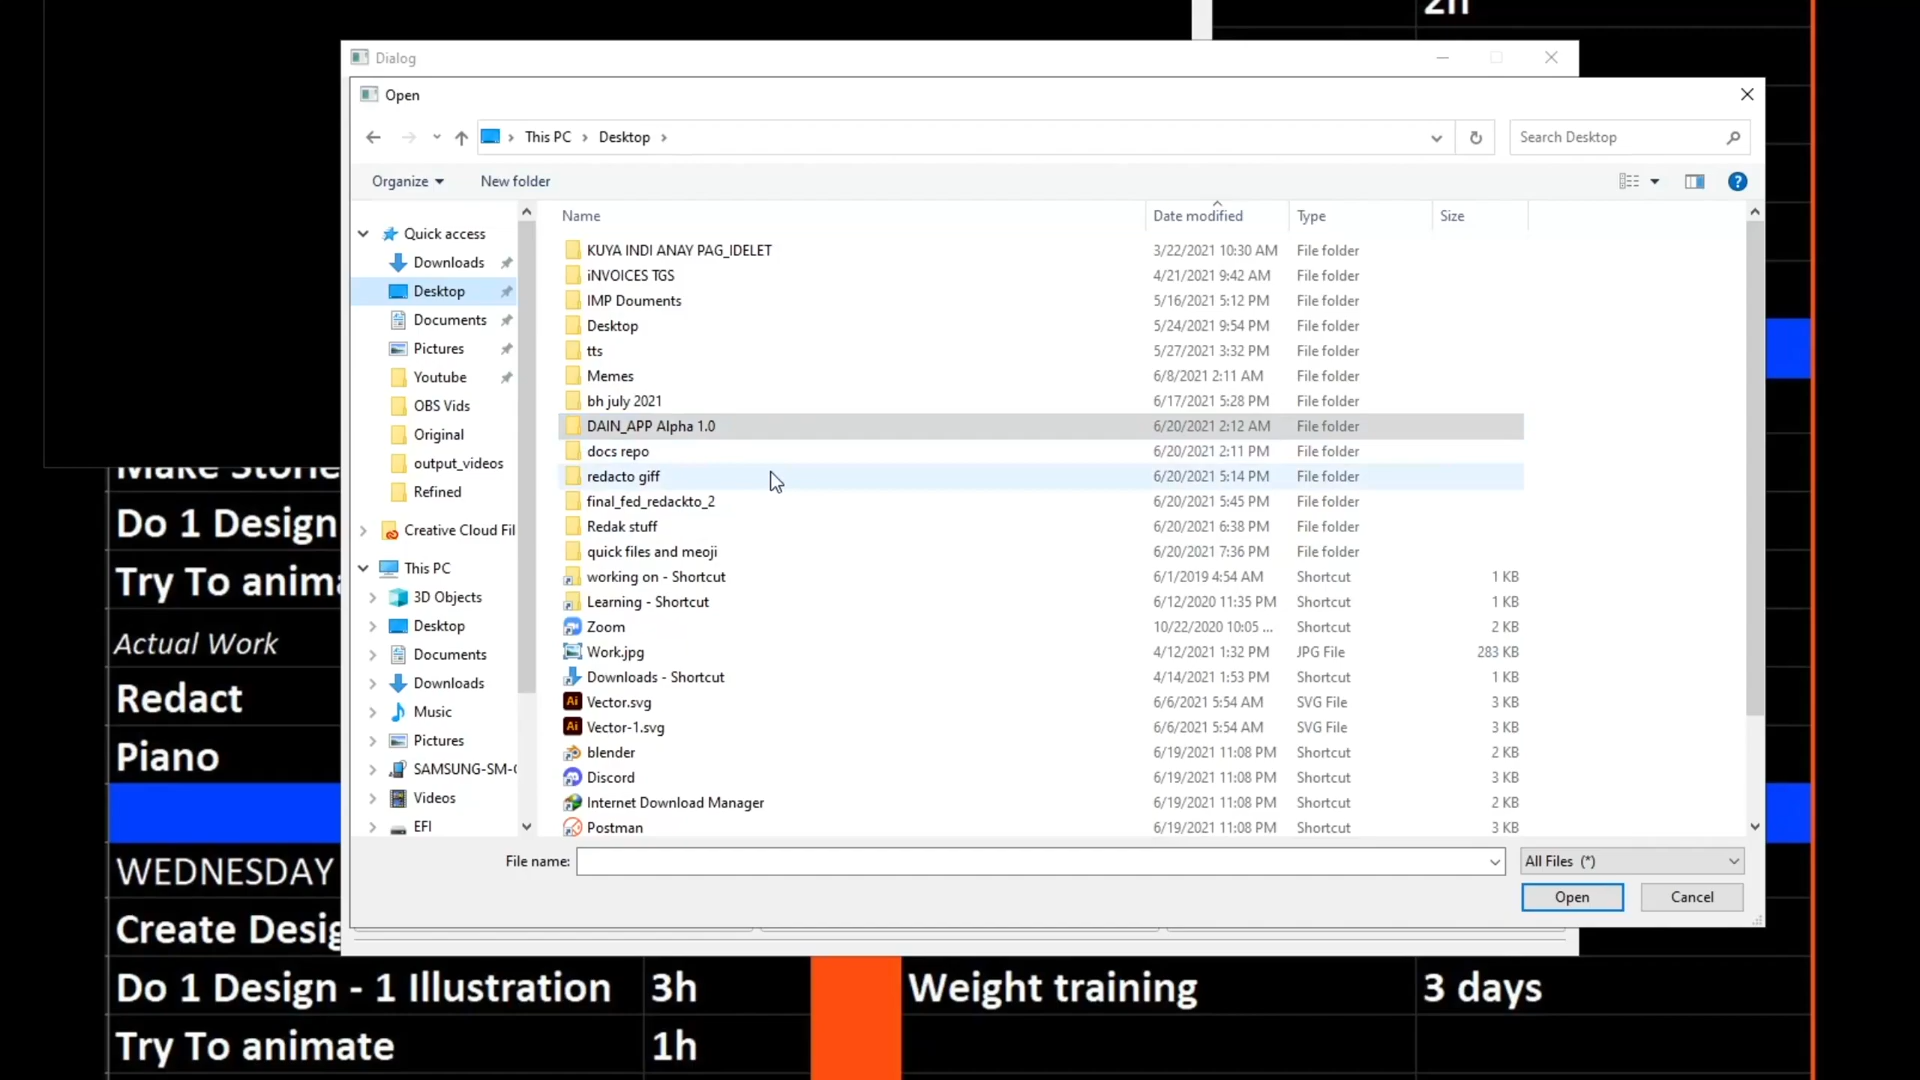 2h
Dialog
Open
This PC
Desktop
Search Desktop
Organize
New folder
Name
Date modified
Type
Size
Quick access
Downloads
Desktop
Documents
Pictures
Youtube
OBS Vids
Original
output_videos
Refined
Creative Cloud Fil
This PC
3D Objects
Desktop
Documents
Downloads
Music
Pictures
SAMSUNG-SM-
Videos
EFI
KUYA INDI ANAY PAG_IDELET 3/22/2021 10:30 AM File folder
iNVOICES TGS 4/21/2021 9:42 AM File folder
IMP Douments 5/16/2021 5:12 PM File folder
Desktop 5/24/2021 9:54 PM File folder
tts 5/27/2021 3:32 PM File folder
Memes 6/8/2021 2:11 AM File folder
bh july 2021 6/17/2021 5:28 PM File folder
DAIN_APP Alpha 1.0 6/20/2021 2:12 AM File folder
docs repo 6/20/2021 2:11 PM File folder
redacto giff 6/20/2021 5:14 PM File folder
final_fed_redackto_2 6/20/2021 5:45 PM File folder
Redak stuff 6/20/2021 6:38 PM File folder
quick files and meoji 6/20/2021 7:36 PM File folder
working on - Shortcut 6/1/2019 4:54 AM Shortcut 1 KB
Learning - Shortcut 6/12/2020 11:35 PM Shortcut 1 KB
Zoom 10/22/2020 10:05 ... Shortcut 2 KB
Work.jpg 4/12/2021 1:32 PM JPG File 283 KB
Downloads - Shortcut 4/14/2021 1:53 PM Shortcut 1 KB
Vector.svg 6/6/2021 5:54 AM SVG File 3 KB
Vector-1.svg 6/6/2021 5:54 AM SVG File 3 KB
blender 6/19/2021 11:08 PM Shortcut 2 KB
Discord 6/19/2021 11:08 PM Shortcut 3 KB
Internet Download Manager 6/19/2021 11:08 PM Shortcut 2 KB
Postman 6/19/2021 11:08 PM Shortcut 3 KB
File name:
All Files (*)
Open
Cancel
Make Storie
Do 1 Design
Try To anima
Actual Work
Redact
Piano
WEDNESDAY
Create Desig
Do 1 Design - 1 Illustration 3h Weight training 3 days
Try To animate 1h